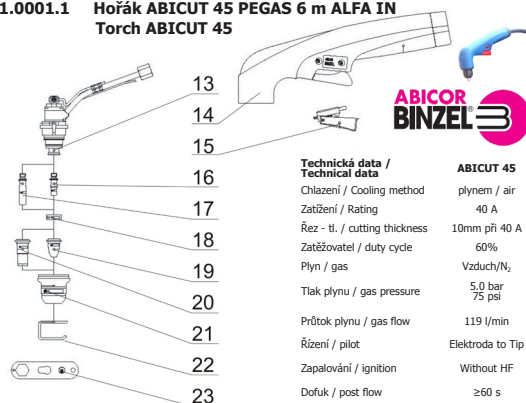 1.0001.1 Hořák ABICUT 45 PEGAS 6 m ALFA IN
Torch ABICUT 45
13
14
15
16
17
18
19
20
21
22
23
ABICOR
BINZEL
Technická data /
Technical data ABICUT 45
Chlazení / Cooling method plynem / air
Zatížení / Rating 40 A
Řez - tl. / cutting thickness 10mm při 40 A
Zatěžovatel / duty cycle 60%
Plyn / gas Vzduch/N₂
Tlak plynu / gas pressure 5.0 bar
75 psi
Průtok plynu / gas flow 119 l/min
Řízení / pilot Elektroda to Tip
Zapalování / ignition Without HF
Dofuk / post flow ≥60 s